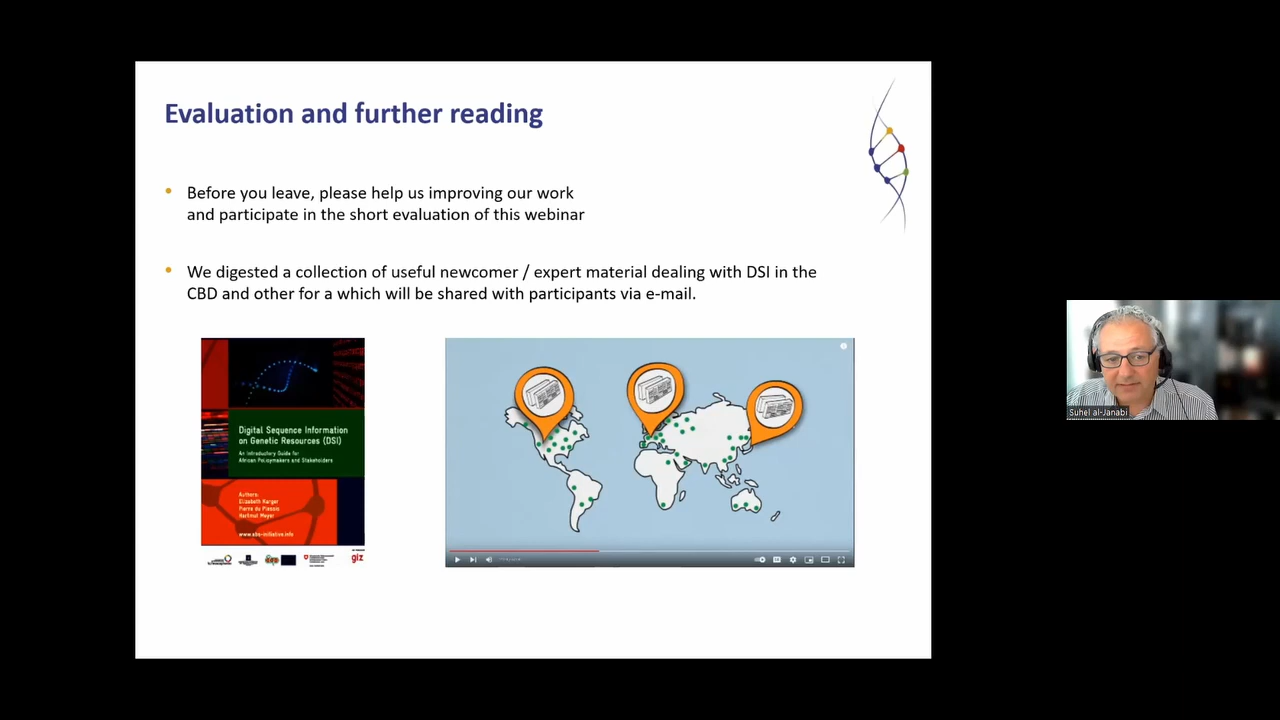 Evaluation and further reading
• Before you leave, please help us improving our work
and participate in the short evaluation of this webinar
• We digested a collection of useful newcomer / expert material dealing with DSI in the
CBD and other for a which will be shared with participants via e-mail.
Digital Sequence Information
on Genetic Resources (DSI)
An Introductory Guide for
African Policymakers and Stakeholders
Authors:
Elizabeth Karger
Pierre du Plessis
Hartmut Meyer
www.abs-initiative.info
giz
Suhel al-Janabi